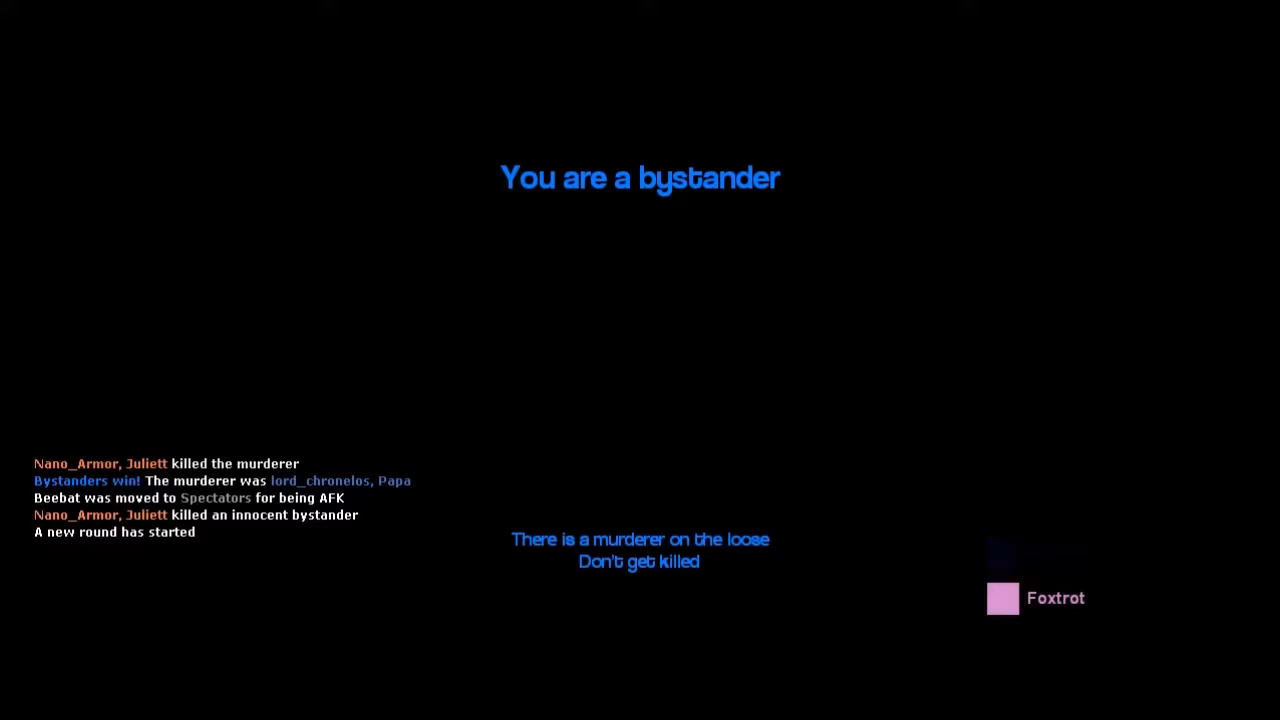 You are a bystander
Nano_Armor, Juliett killed the murderer
Bystanders win! The murderer was lord_chronelos, Papa
Beebat was moved to Spectators for being AFK
Nano_Armor, Juliett killed an innocent bystander
A new round has started
There is a murderer on the loose
Don't get killed
Foxtrot